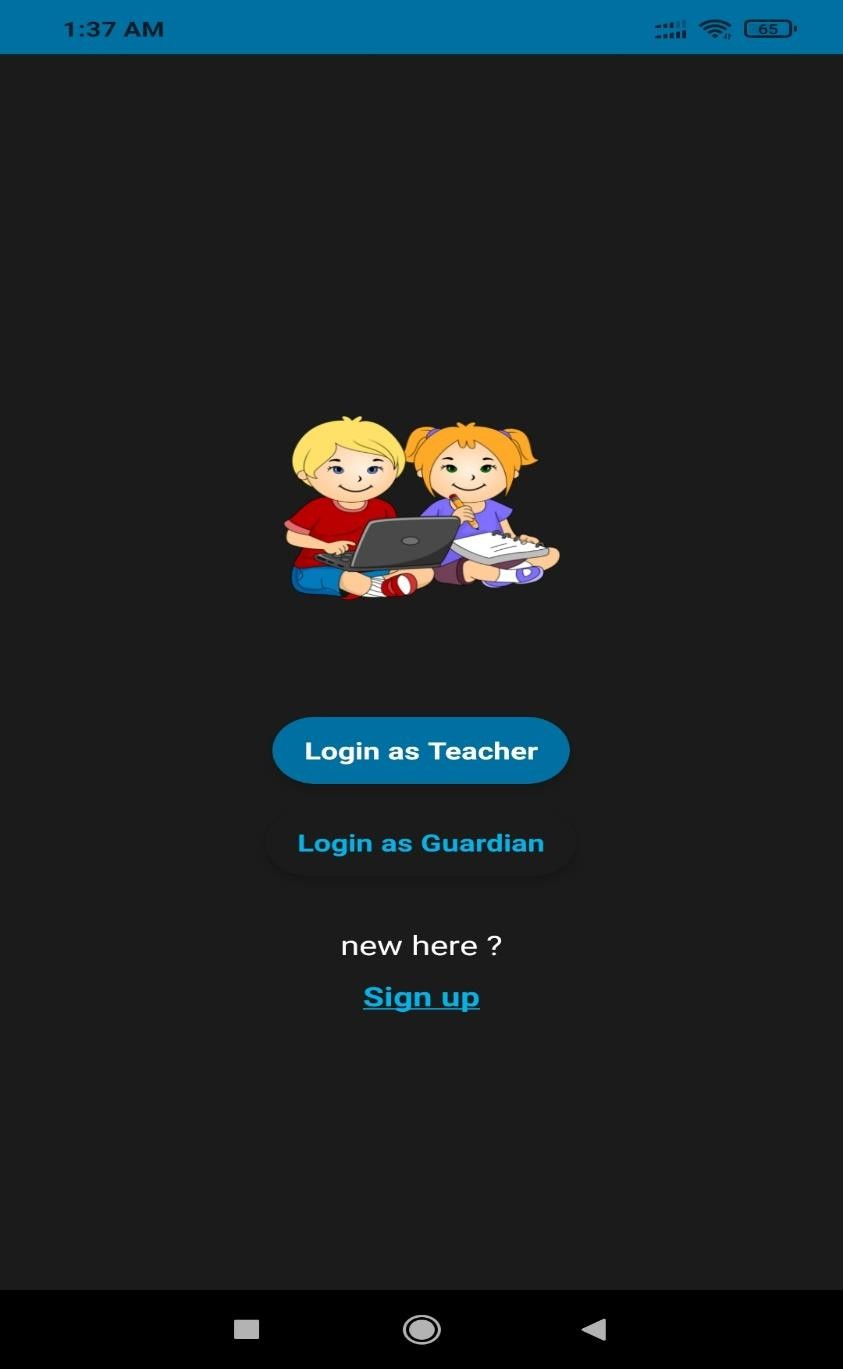 1:37 AM 65
Login as Teacher
Login as Guardian
new here ?
Sign up